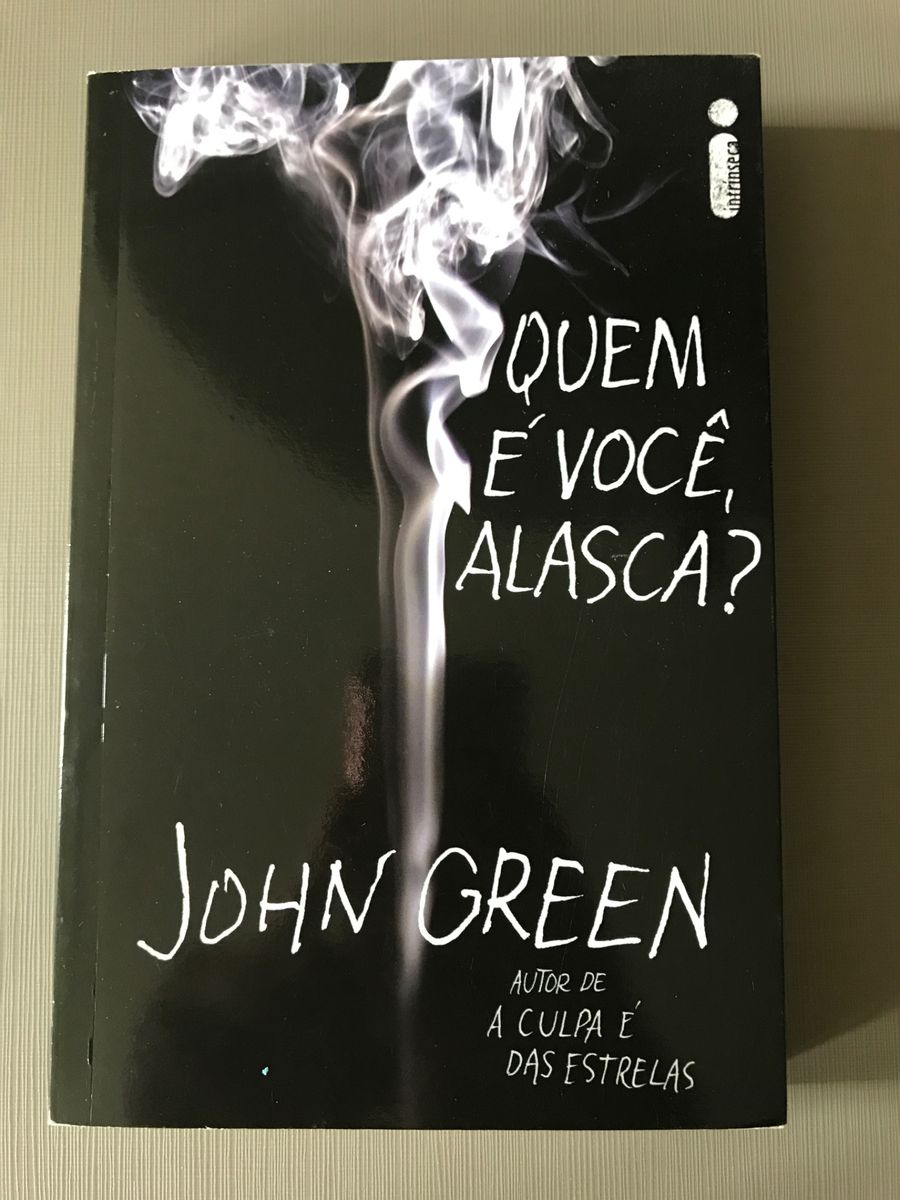 intrínseca
QUEM
É VOCÊ,
ALASCA?
JOHN GREEN
AUTOR DE
A CULPA É
DAS ESTRELAS